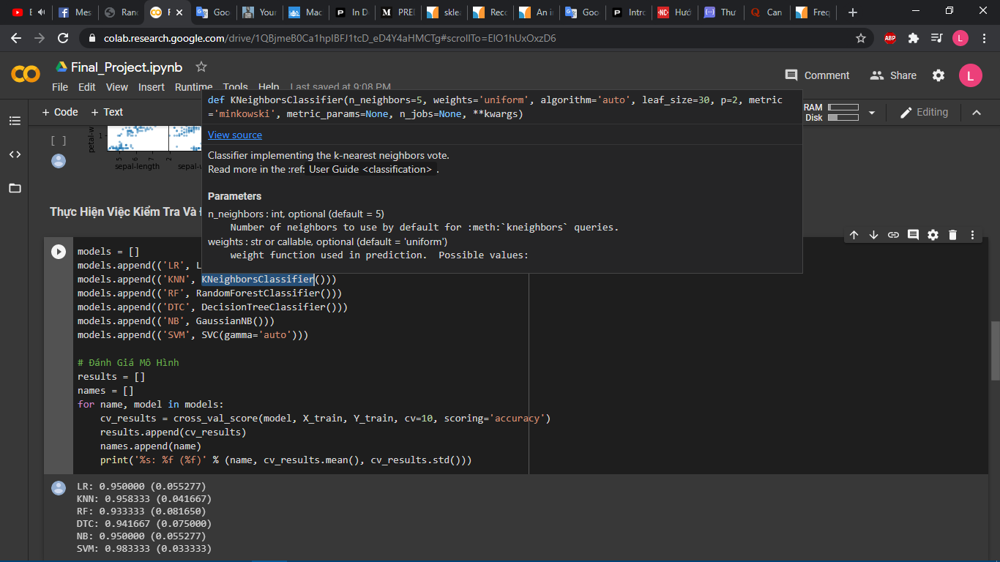 E
Mes
Rand
F
Goo
Your
Mac
In D
PREI
sklea
Reco
An i
Goo
Intro
Hướ
Thư
Can
Freq
colab.research.google.com/drive/1QBjmeB0Ca1hpIBFJ1tcD_eD4Y4aHMCTg#scrollTo=EIO1hUxOxzD6
ABP
L
Final_Project.ipynb
File Edit View Insert Runtime Tools Help Last saved at 9:08 PM
Comment Share L
+ Code + Text
RAM
Disk
Editing
def KNeighborsClassifier(n_neighbors=5, weights='uniform', algorithm='auto', leaf_size=30, p=2, metric
='minkowski', metric_params=None, n_jobs=None, **kwargs)
View source
Classifier implementing the k-nearest neighbors vote.
Read more in the :ref: User Guide <classification> .
Parameters
n_neighbors : int, optional (default = 5)
Number of neighbors to use by default for :meth:`kneighbors` queries.
weights : str or callable, optional (default = 'uniform')
weight function used in prediction.  Possible values:
[ ]
petal-w
1
5 6 7 2
sepal-length sepal-w
Thực Hiện Việc Kiểm Tra Và Đ
models = []
models.append(('LR', L
models.append(('KNN', KNeighborsClassifier()))
models.append(('RF', RandomForestClassifier()))
models.append(('DTC', DecisionTreeClassifier()))
models.append(('NB', GaussianNB()))
models.append(('SVM', SVC(gamma='auto')))
# Đánh Giá Mô Hình
results = []
names = []
for name, model in models:
cv_results = cross_val_score(model, X_train, Y_train, cv=10, scoring='accuracy')
results.append(cv_results)
names.append(name)
print('%s: %f (%f)' % (name, cv_results.mean(), cv_results.std()))
LR: 0.950000 (0.055277)
KNN: 0.958333 (0.041667)
RF: 0.933333 (0.081650)
DTC: 0.941667 (0.075000)
NB: 0.950000 (0.055277)
SVM: 0.983333 (0.033333)